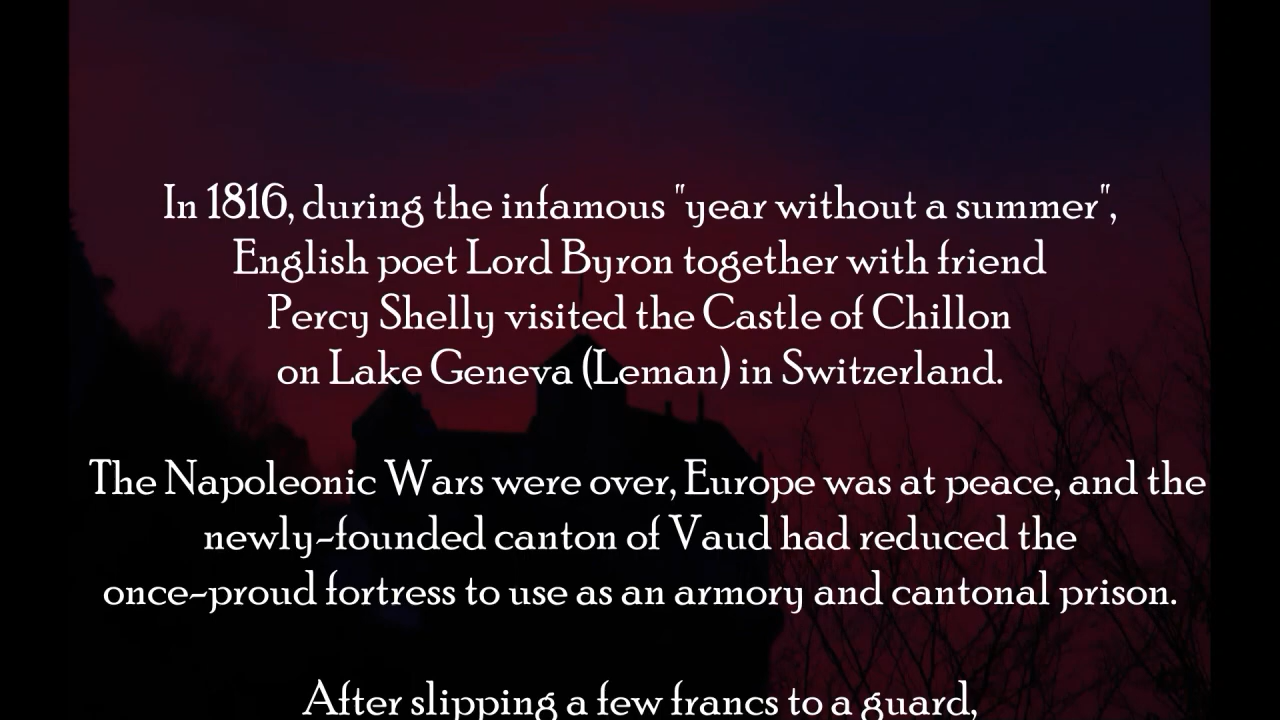 In 1816, during the infamous "year without a summer",
English poet Lord Byron together with friend
Percy Shelly visited the Castle of Chillon
on Lake Geneva (Leman) in Switzerland.
The Napoleonic Wars were over, Europe was at peace, and the
newly-founded canton of Vaud had reduced the
once-proud fortress to use as an armory and cantonal prison.
After slipping a few francs to a guard,